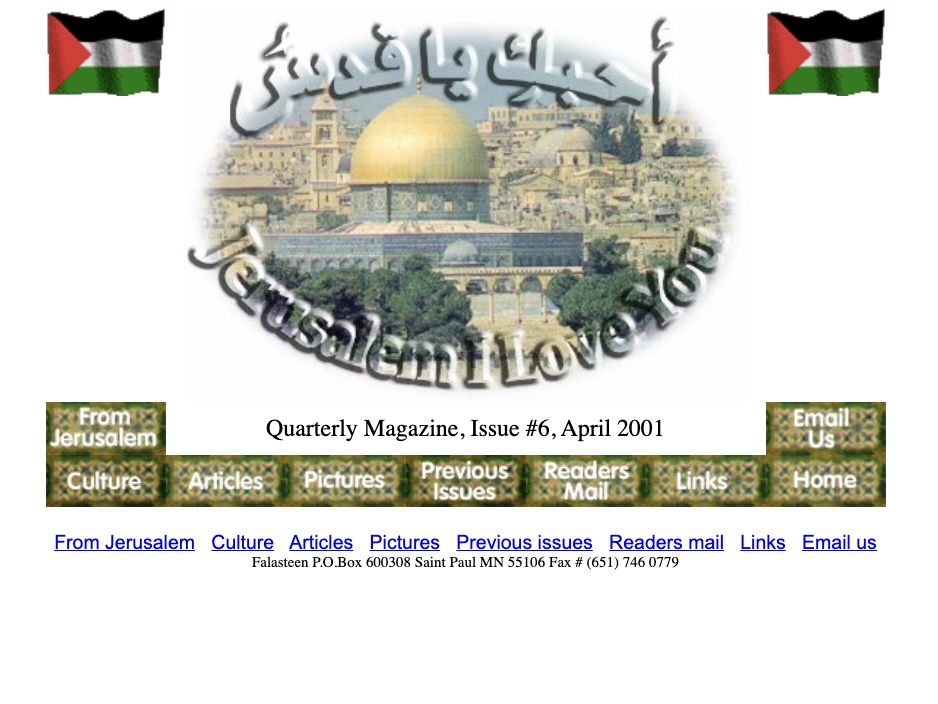 أحبك يا قدس
Jerusalem I Love You
From Jerusalem
Quarterly Magazine, Issue #6, April 2001
Email Us
Culture Articles Pictures Previous Issues Readers Mail Links Home
From Jerusalem Culture Articles Pictures Previous issues Readers mail Links Email us
Falasteen P.O.Box 600308 Saint Paul MN 55106 Fax # (651) 746 0779